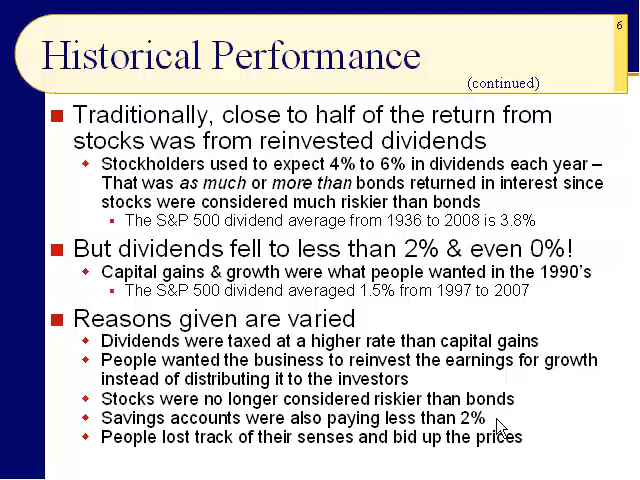 6
Historical Performance
(continued)
Traditionally, close to half of the return from
stocks was from reinvested dividends
Stockholders used to expect 4% to 6% in dividends each year –
That was as much or more than bonds returned in interest since
stocks were considered much riskier than bonds
The S&P 500 dividend average from 1936 to 2008 is 3.8%
But dividends fell to less than 2% & even 0%!
Capital gains & growth were what people wanted in the 1990's
The S&P 500 dividend averaged 1.5% from 1997 to 2007
Reasons given are varied
Dividends were taxed at a higher rate than capital gains
People wanted the business to reinvest the earnings for growth
instead of distributing it to the investors
Stocks were no longer considered riskier than bonds
Savings accounts were also paying less than 2%
People lost track of their senses and bid up the prices